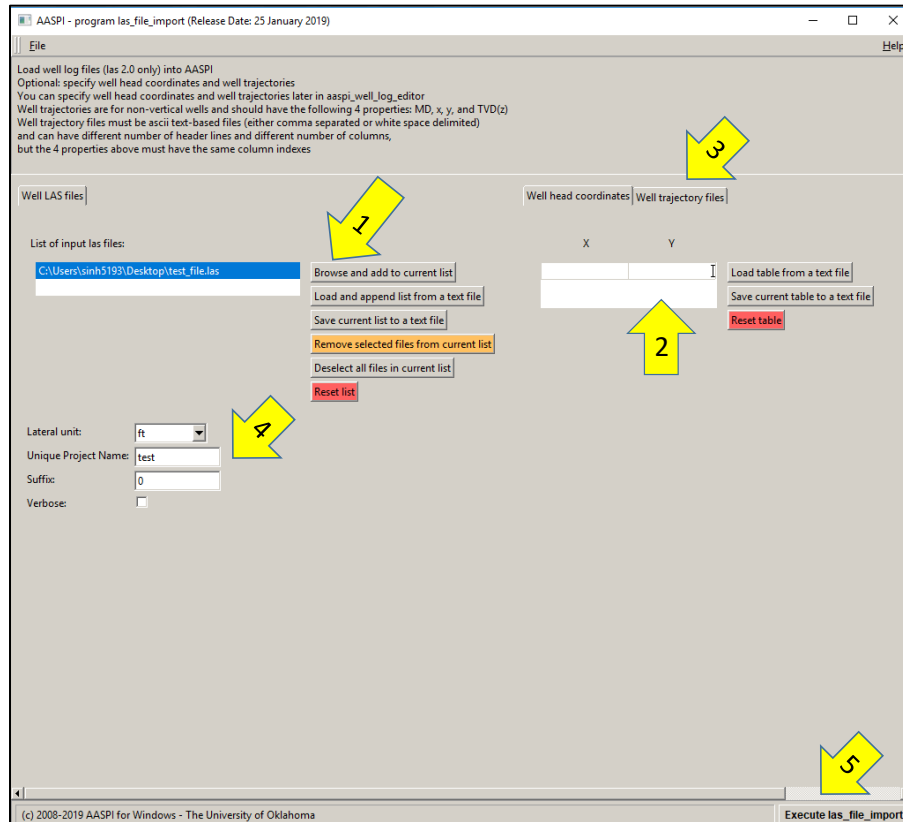 AASPI - program las_file_import (Release Date: 25 January 2019)
File
Help
Load well log files (las 2.0 only) into AASPI
Optional: specify well head coordinates and well trajectories
You can specify well head coordinates and well trajectories later in aaspi_well_log_editor
Well trajectories are for non-vertical wells and should have the following 4 properties: MD, x, y, and TVD(z)
Well trajectory files must be ascii text-based files (either comma separated or white space delimited)
and can have different number of header lines and different number of columns,
but the 4 properties above must have the same column indexes
3
Well LAS files
Well head coordinates
Well trajectory files
1
List of input las files:
X
Y
C:\Users\sinh5193\Desktop\test_file.las
Browse and add to current list
Load table from a text file
Load and append list from a text file
Save current table to a text file
Save current list to a text file
Reset table
2
Remove selected files from current list
Deselect all files in current list
Reset list
Lateral unit:
ft
4
Unique Project Name:
test
Suffix:
0
Verbose:
5
(c) 2008-2019 AASPI for Windows - The University of Oklahoma
Execute las_file_import